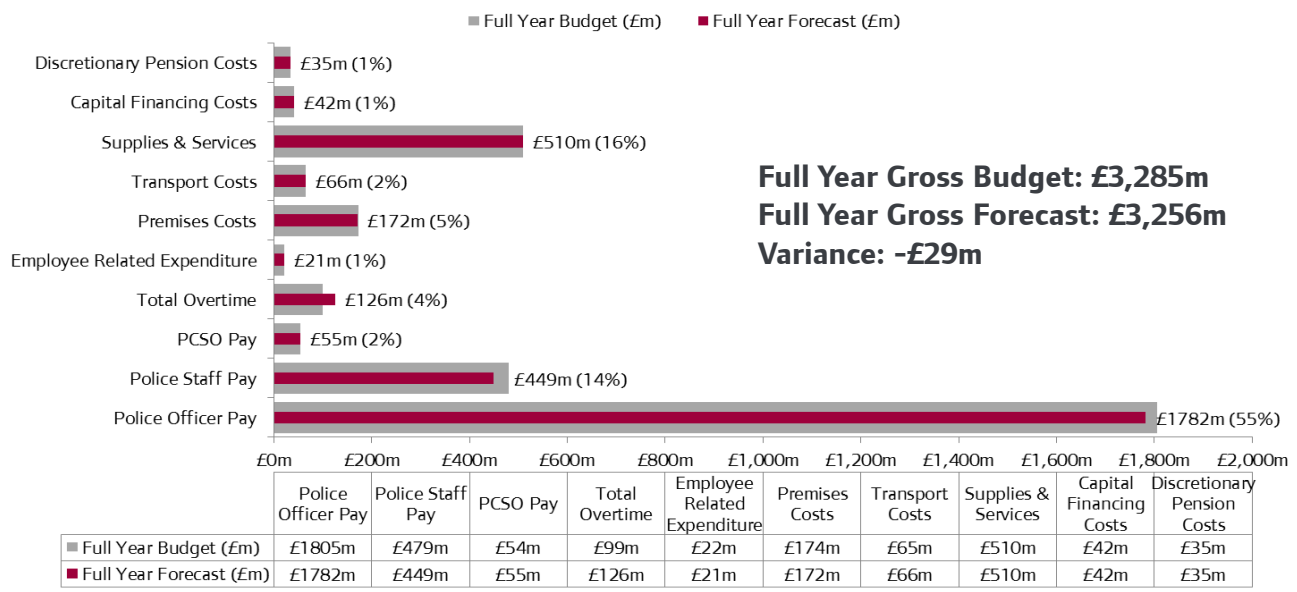 Full Year Budget (£m) Full Year Forecast (£m)
Discretionary Pension Costs £35m (1%)
Capital Financing Costs £42m (1%)
Supplies & Services £510m (16%)
Transport Costs £66m (2%)
Premises Costs £172m (5%)
Employee Related Expenditure £21m (1%)
Total Overtime £126m (4%)
PCSO Pay £55m (2%)
Police Staff Pay £449m (14%)
Police Officer Pay £1782m (55%)
Full Year Gross Budget: £3,285m
Full Year Gross Forecast: £3,256m
Variance: -£29m
£0m £200m £400m £600m £800m £1,000m £1,200m £1,400m £1,600m £1,800m £2,000m
Police Officer Pay Police Staff Pay PCSO Pay Total Overtime Employee Related Expenditure Premises Costs Transport Costs Supplies & Services Capital Financing Costs Discretionary Pension Costs
Full Year Budget (£m) £1805m £479m £54m £99m £22m £174m £65m £510m £42m £35m
Full Year Forecast (£m) £1782m £449m £55m £126m £21m £172m £66m £510m £42m £35m